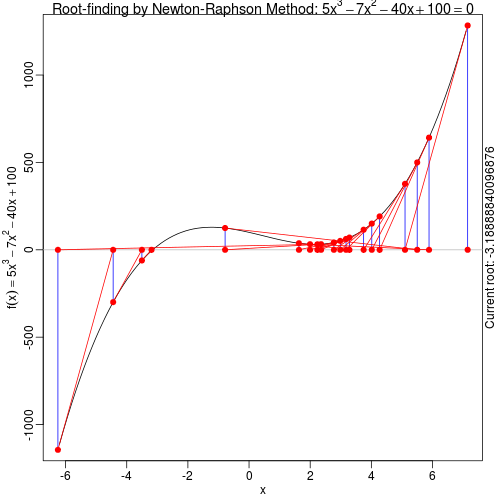 Root-finding by Newton-Raphson Method: 5x³ − 7x² − 40x + 100 = 0
f(x) = 5x³ − 7x² − 40x + 100
1000
500
0
-500
-1000
-6 -4 -2 0 2 4 6
x
Current root: -3.18888840096876